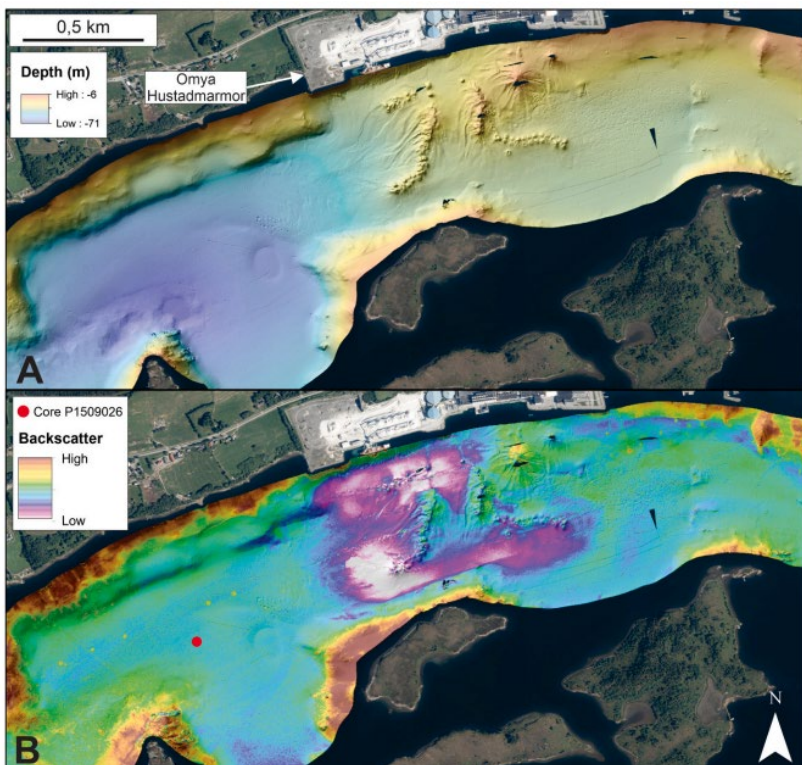 0,5 km
Depth (m)
High : -6
Low : -71
Omya
Hustadmarmor
A
Core P1509026
Backscatter
High
Low
N
B